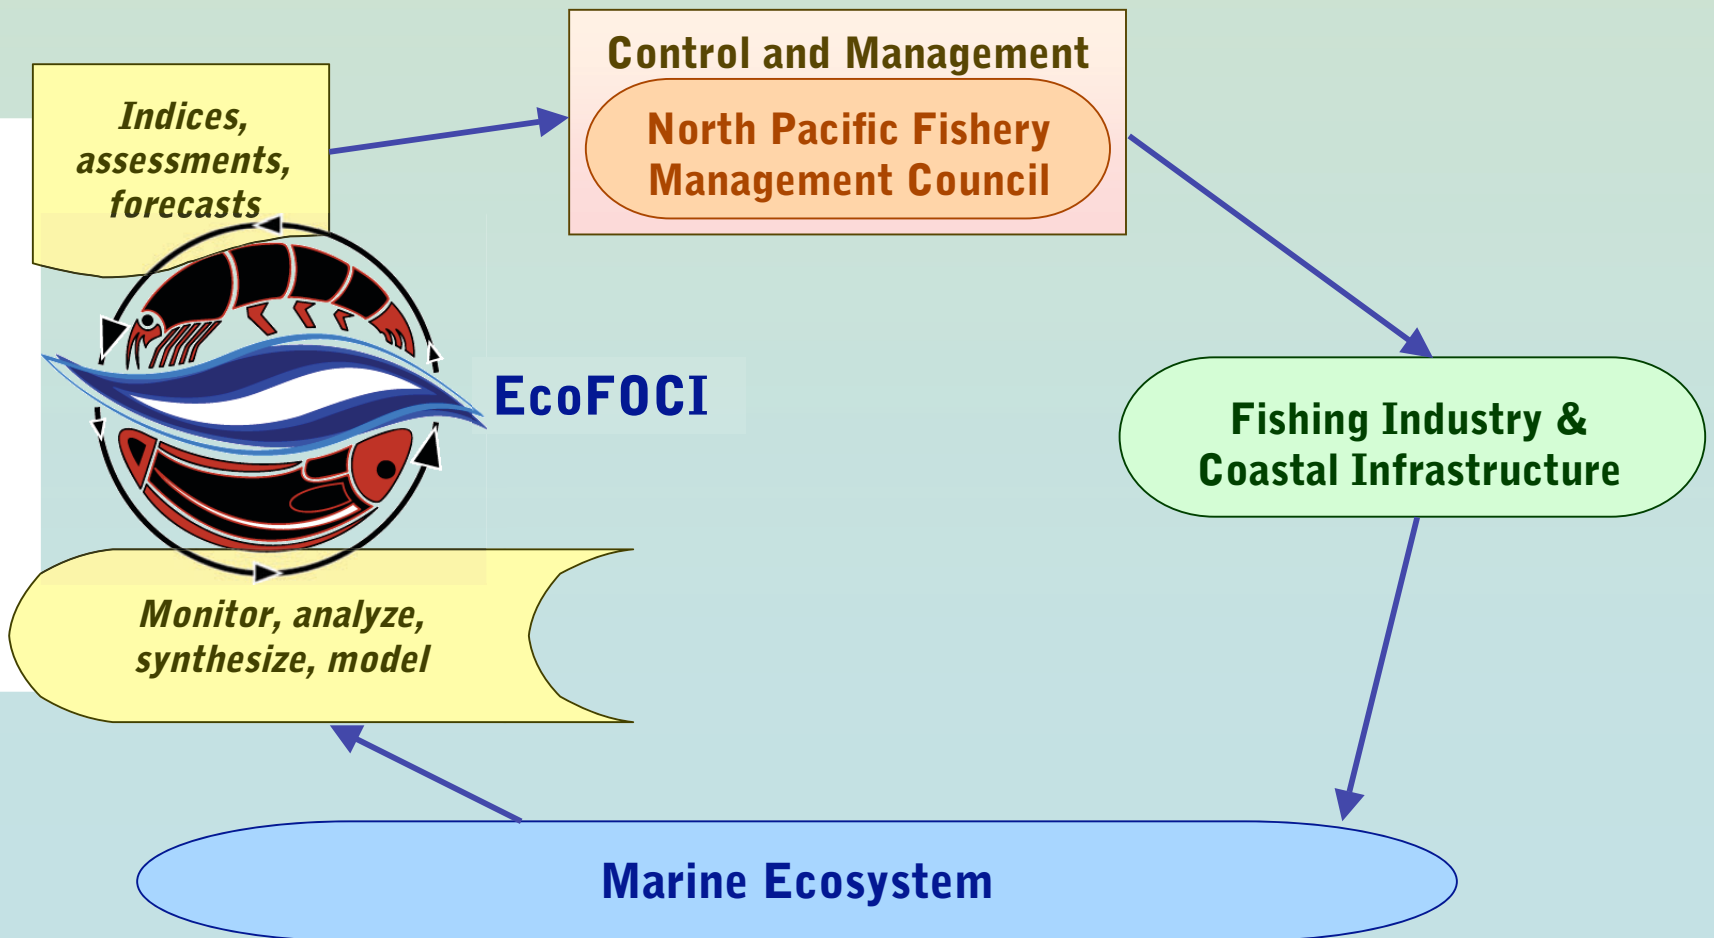 Control and Management
North Pacific Fishery
Management Council
Indices,
assessments,
forecasts
EcoFOCI
Fishing Industry &
Coastal Infrastructure
Monitor, analyze,
synthesize, model
Marine Ecosystem